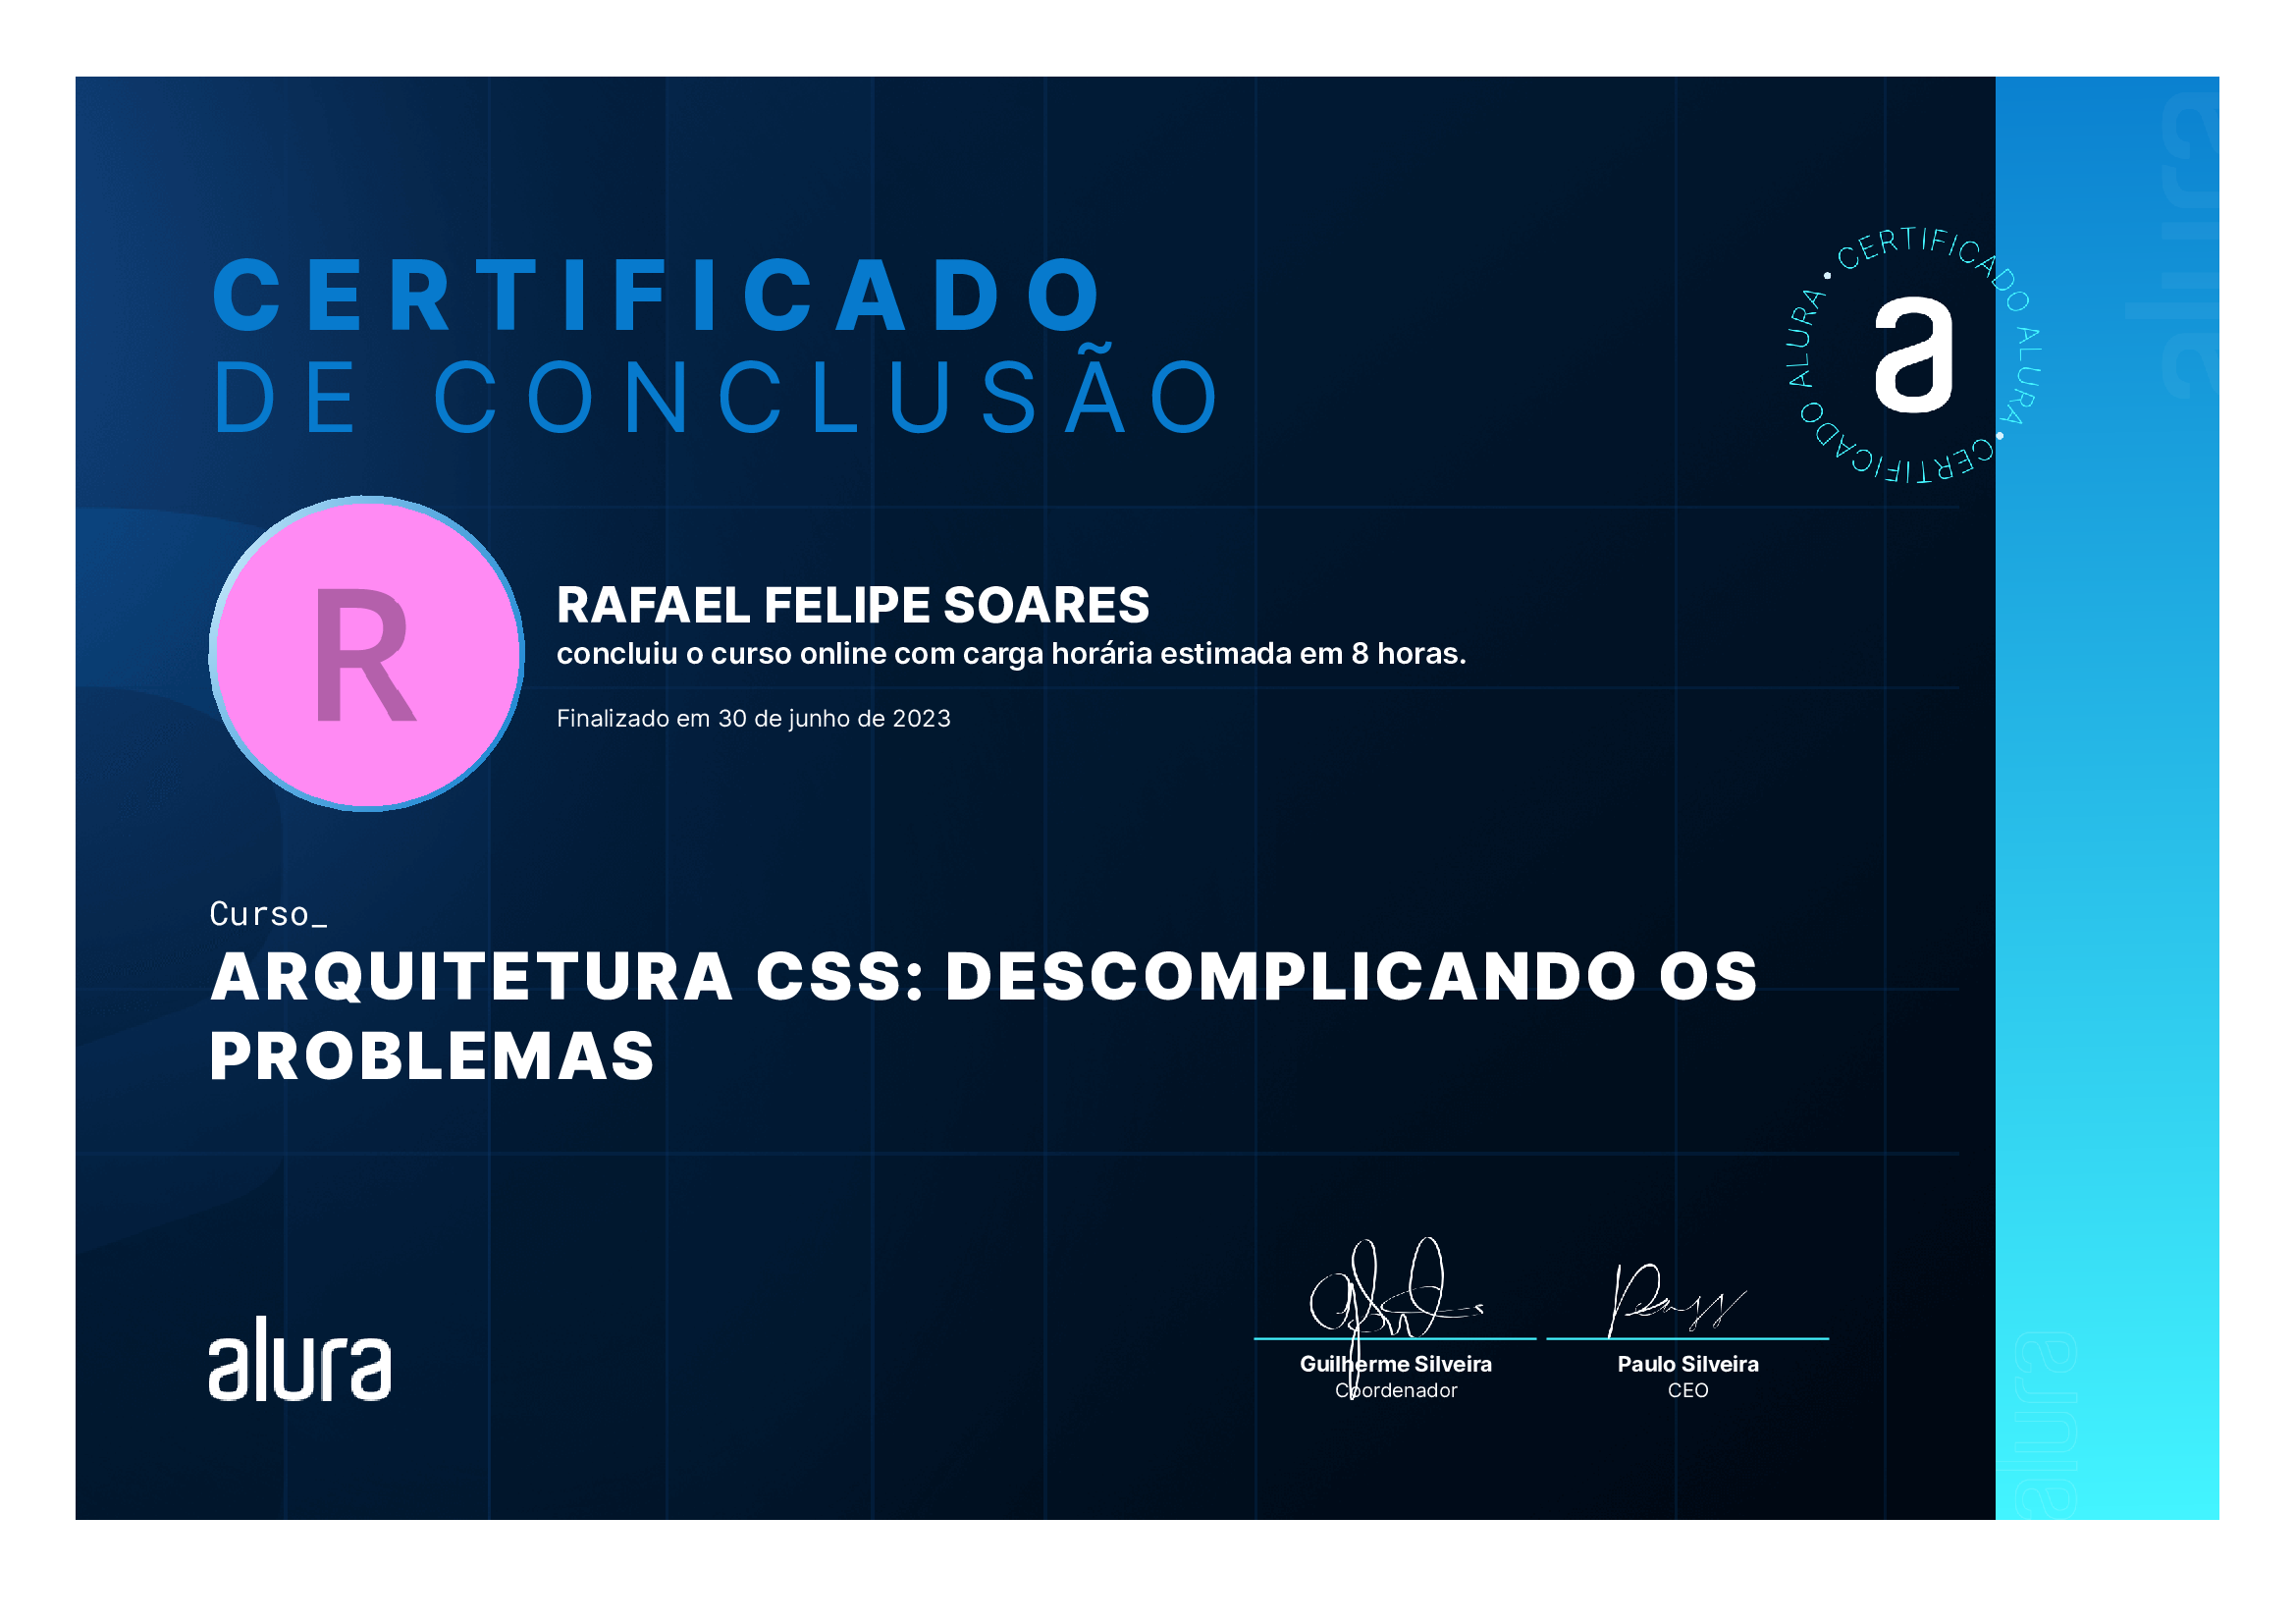 CERTIFICADO
DE CONCLUSÃO
• CERTIFICADO ALURA • CERTIFICADO ALURA
a
alura
R
RAFAEL FELIPE SOARES
concluiu o curso online com carga horária estimada em 8 horas.
Finalizado em 30 de junho de 2023
Curso_
ARQUITETURA CSS: DESCOMPLICANDO OS
PROBLEMAS
alura
Guilherme Silveira
Coordenador
Paulo Silveira
CEO
alura